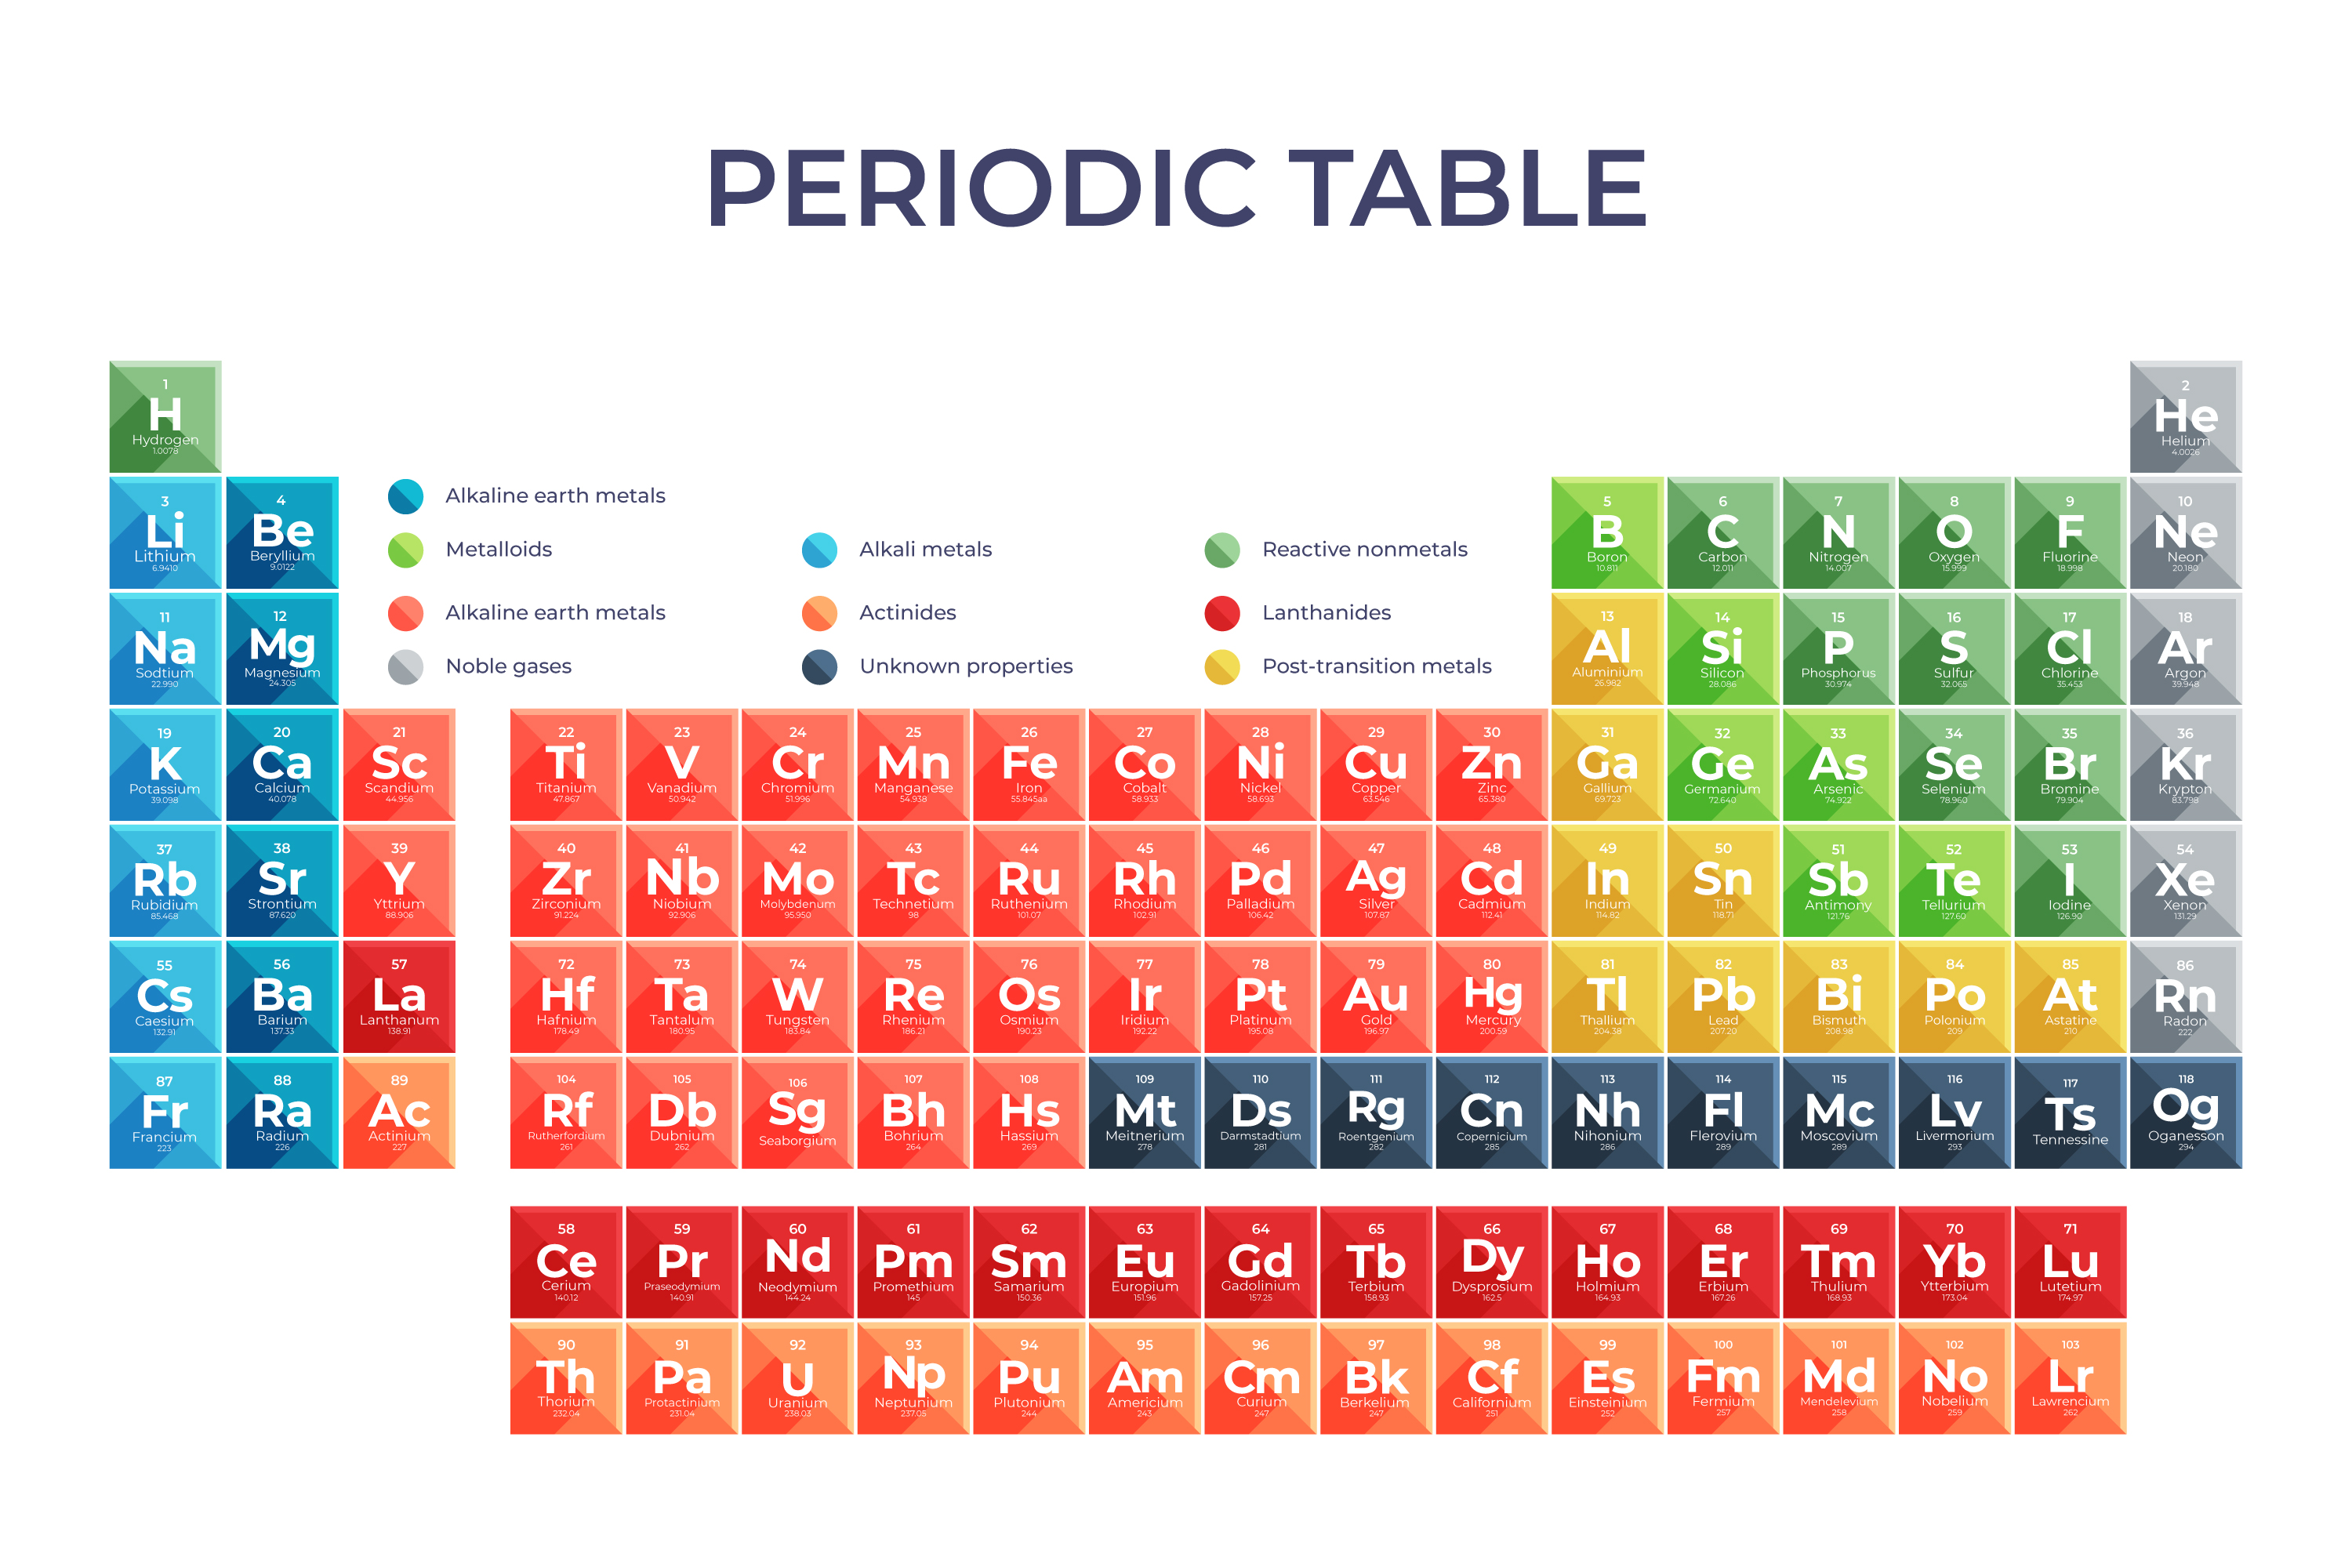 PERIODIC TABLE
1
H
Hydrogen
1.0078
2
He
Helium
4.0026
3
Li
Lithium
6.9410
4
Be
Beryllium
9.0122
Alkaline earth metals
Metalloids
Alkali metals
Reactive nonmetals
Alkaline earth metals
Actinides
Lanthanides
Noble gases
Unknown properties
Post-transition metals
5
B
Boron
10.811
6
C
Carbon
12.011
7
N
Nitrogen
14.007
8
O
Oxygen
15.999
9
F
Fluorine
18.998
10
Ne
Neon
20.180
11
Na
Sodtium
22.990
12
Mg
Magnesium
24.305
13
Al
Aluminium
26.982
14
Si
Silicon
28.086
15
P
Phosphorus
30.974
16
S
Sulfur
32.065
17
Cl
Chlorine
35.453
18
Ar
Argon
39.948
19
K
Potassium
39.098
20
Ca
Calcium
40.078
21
Sc
Scandium
44.956
22
Ti
Titanium
47.867
23
V
Vanadium
50.942
24
Cr
Chromium
51.996
25
Mn
Manganese
54.938
26
Fe
Iron
55.845aa
27
Co
Cobalt
58.933
28
Ni
Nickel
58.693
29
Cu
Copper
63.546
30
Zn
Zinc
65.380
31
Ga
Gallium
69.723
32
Ge
Germanium
72.640
33
As
Arsenic
74.922
34
Se
Selenium
78.960
35
Br
Bromine
79.904
36
Kr
Krypton
83.798
37
Rb
Rubidium
85.468
38
Sr
Strontium
87.620
39
Y
Yttrium
88.906
40
Zr
Zirconium
91.224
41
Nb
Niobium
92.906
42
Mo
Molybdenum
95.950
43
Tc
Technetium
98
44
Ru
Ruthenium
101.07
45
Rh
Rhodium
102.91
46
Pd
Palladium
106.42
47
Ag
Silver
107.87
48
Cd
Cadmium
112.41
49
In
Indium
114.82
50
Sn
Tin
118.71
51
Sb
Antimony
121.76
52
Te
Tellurium
127.60
53
I
Iodine
126.90
54
Xe
Xenon
131.29
55
Cs
Caesium
132.91
56
Ba
Barium
137.33
57
La
Lanthanum
138.91
72
Hf
Hafnium
178.49
73
Ta
Tantalum
180.95
74
W
Tungsten
183.84
75
Re
Rhenium
186.21
76
Os
Osmium
190.23
77
Ir
Iridium
192.22
78
Pt
Platinum
195.08
79
Au
Gold
196.97
80
Hg
Mercury
200.59
81
Tl
Thallium
204.38
82
Pb
Lead
207.20
83
Bi
Bismuth
208.98
84
Po
Polonium
209
85
At
Astatine
210
86
Rn
Radon
222
87
Fr
Francium
223
88
Ra
Radium
226
89
Ac
Actinium
227
104
Rf
Rutherfordium
261
105
Db
Dubnium
262
106
Sg
Seaborgium
107
Bh
Bohrium
264
108
Hs
Hassium
269
109
Mt
Meitnerium
278
110
Ds
Darmstadtium
281
111
Rg
Roentgenium
282
112
Cn
Copernicium
285
113
Nh
Nihonium
286
114
Fl
Flerovium
289
115
Mc
Moscovium
289
116
Lv
Livermorium
293
117
Ts
Tennessine
118
Og
Oganesson
294
58
Ce
Cerium
140.12
59
Pr
Praseodymium
140.91
60
Nd
Neodymium
144.24
61
Pm
Promethium
145
62
Sm
Samarium
150.36
63
Eu
Europium
151.96
64
Gd
Gadolinium
157.25
65
Tb
Terbium
158.93
66
Dy
Dysprosium
162.5
67
Ho
Holmium
164.93
68
Er
Erbium
167.26
69
Tm
Thulium
168.93
70
Yb
Ytterbium
173.04
71
Lu
Lutetium
174.97
90
Th
Thorium
232.04
91
Pa
Protactinium
231.04
92
U
Uranium
238.03
93
Np
Neptunium
237.05
94
Pu
Plutonium
244
95
Am
Americium
243
96
Cm
Curium
247
97
Bk
Berkelium
247
98
Cf
Californium
251
99
Es
Einsteinium
252
100
Fm
Fermium
257
101
Md
Mendelevium
258
102
No
Nobelium
259
103
Lr
Lawrencium
262